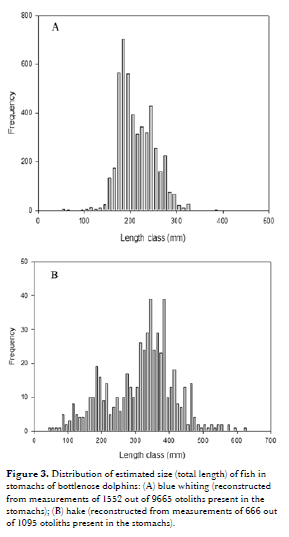 A
800
600
400
200
0
Frequency
0 100 200 300 400 500 600
Length class (mm)
B
50
40
30
20
10
0
Frequency
0 100 200 300 400 500 600 700
Length class (mm)
Figure 3. Distribution of estimated size (total length) of fish in
stomachs of bottlenose dolphins: (A) blue whiting (reconstructed
from measurements of 1552 out of 9665 otoliths present in the
stomachs); (B) hake (reconstructed from measurements of 666 out
of 1095 otoliths present in the stomachs).